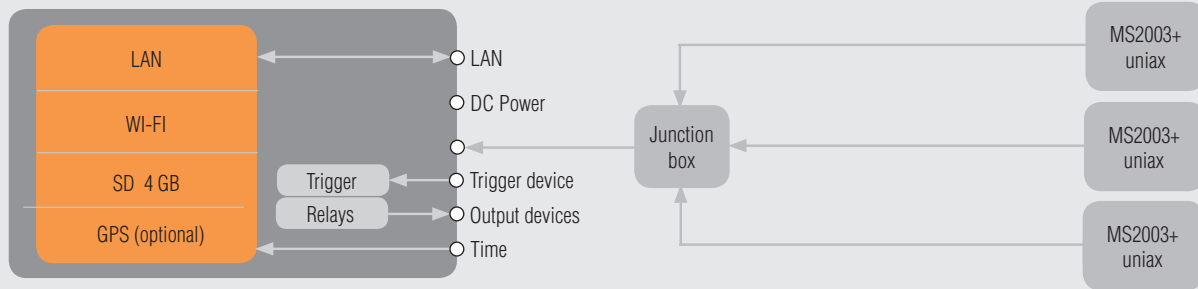 LAN
WI-FI
SD 4 GB
GPS (optional)
Trigger
Relays
LAN
DC Power
Trigger device
Output devices
Time
Junction
box
MS2003+
uniax
MS2003+
uniax
MS2003+
uniax